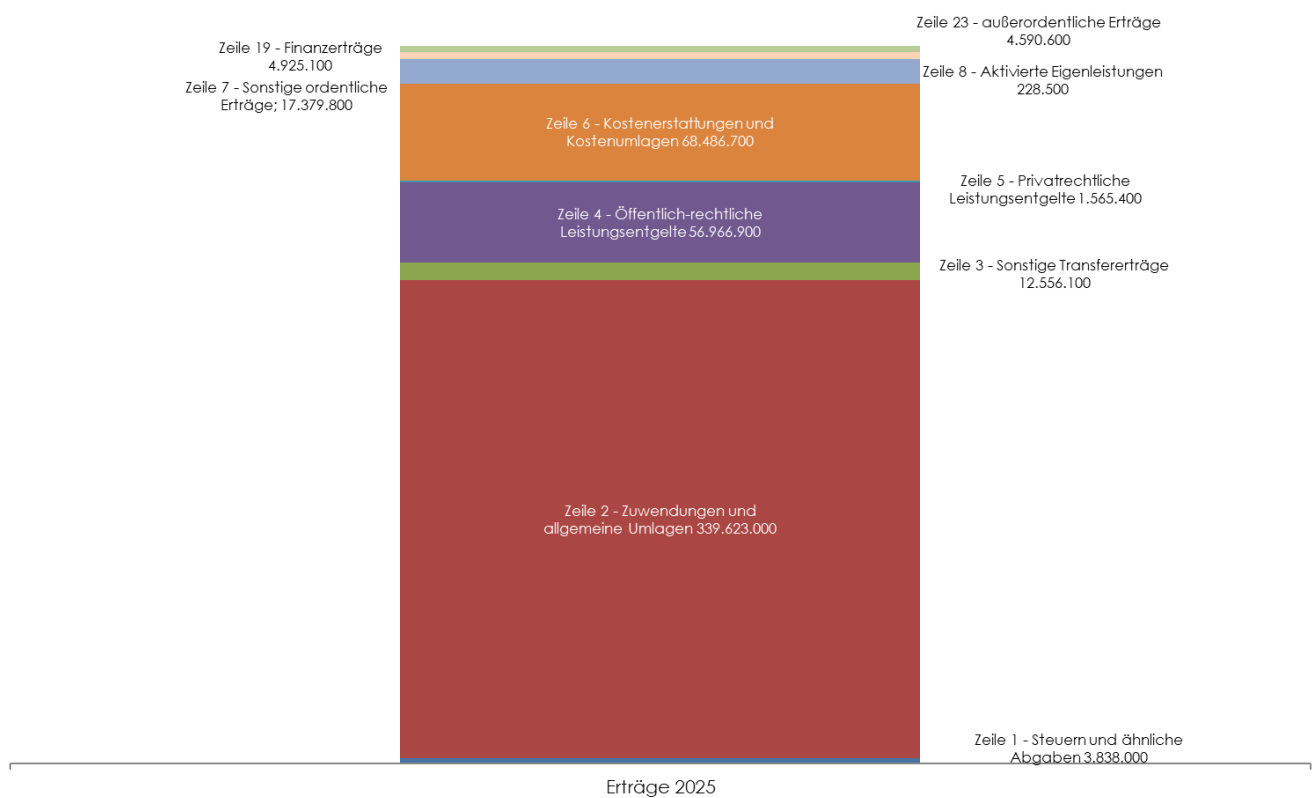 Zeile 23 - außerordentliche Erträge
4.590.600
Zeile 19 - Finanzerträge
4.925.100
Zeile 8 - Aktivierte Eigenleistungen
228.500
Zeile 7 - Sonstige ordentliche
Erträge; 17.379.800
Zeile 6 - Kostenerstattungen und
Kostenumlagen 68.486.700
Zeile 5 - Privatrechtliche
Leistungsentgelte 1.565.400
Zeile 4 - Öffentlich-rechtliche
Leistungsentgelte 56.966.900
Zeile 3 - Sonstige Transfererträge
12.556.100
Zeile 2 - Zuwendungen und
allgemeine Umlagen 339.623.000
Zeile 1 - Steuern und ähnliche
Abgaben 3.838.000
Erträge 2025